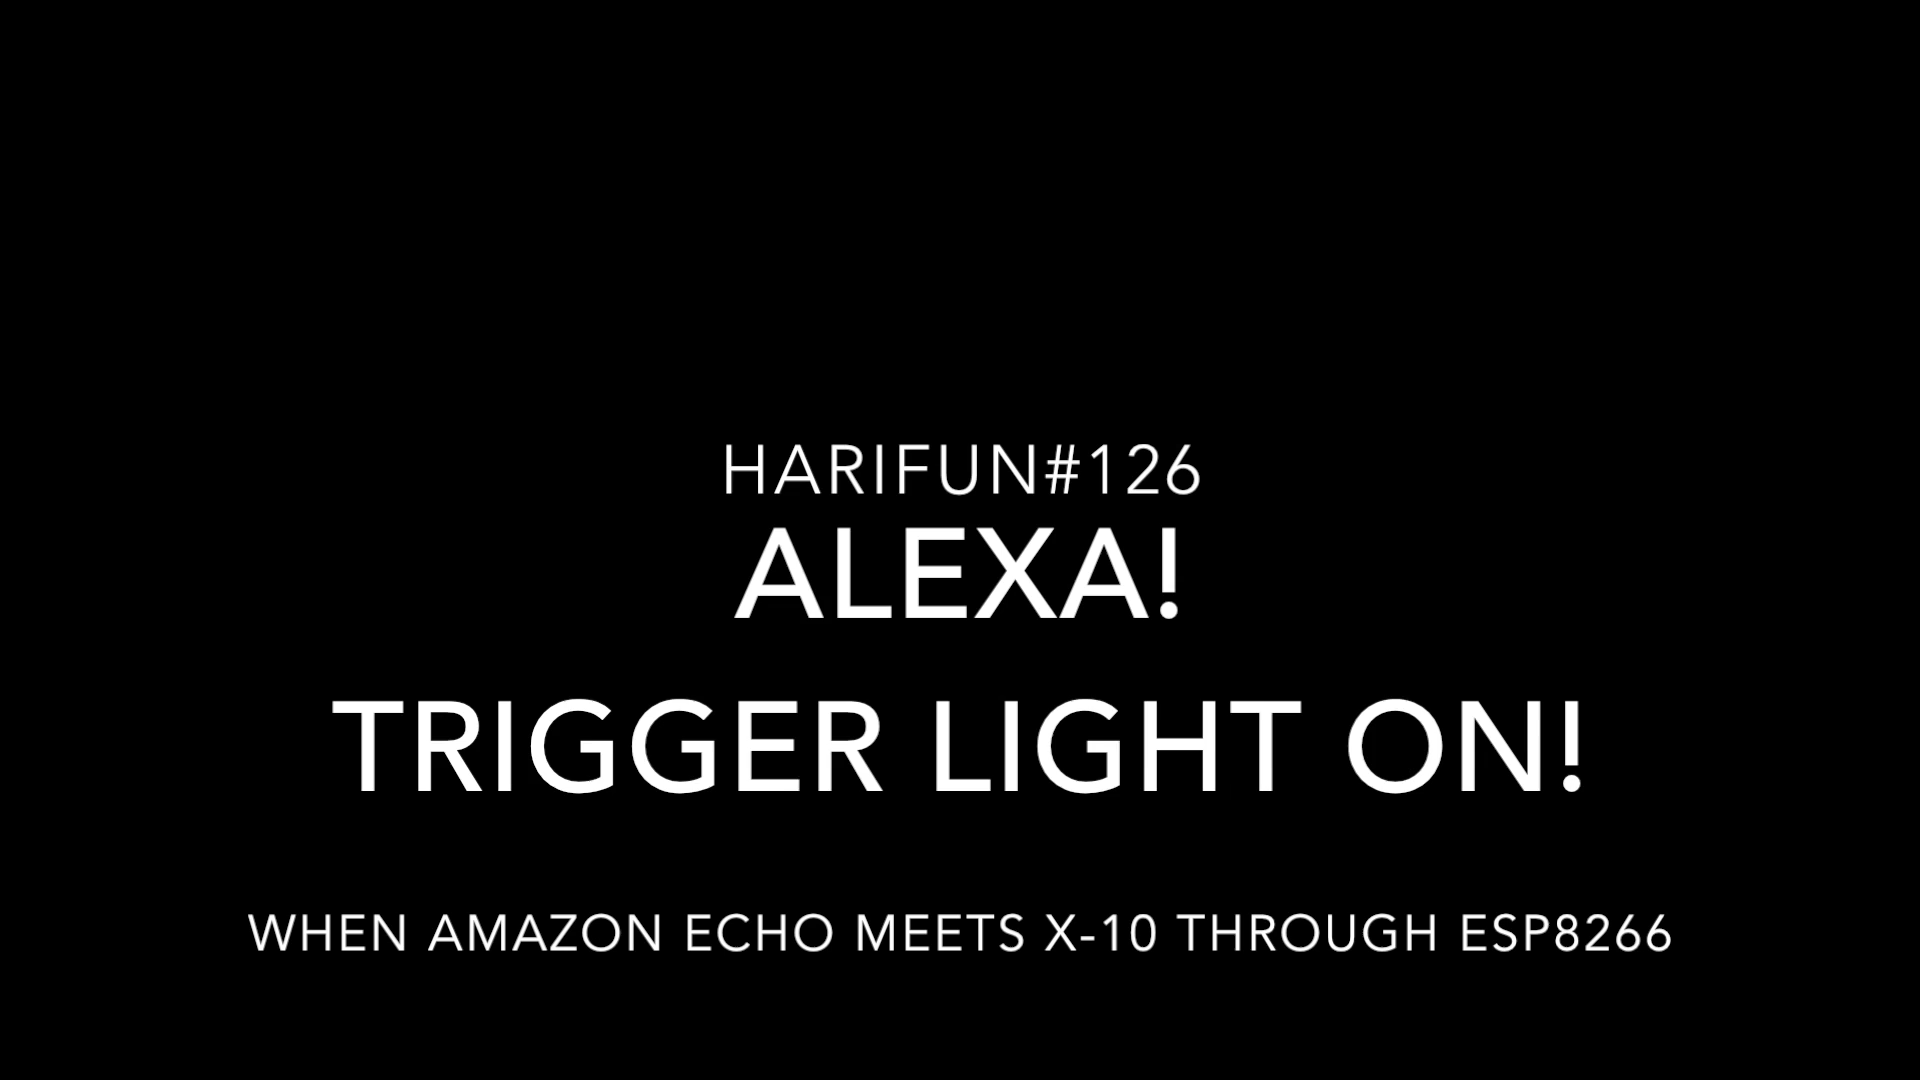 HARIFUN#126
ALEXA!
TRIGGER LIGHT ON!
WHEN AMAZON ECHO MEETS X-10 THROUGH ESP8266